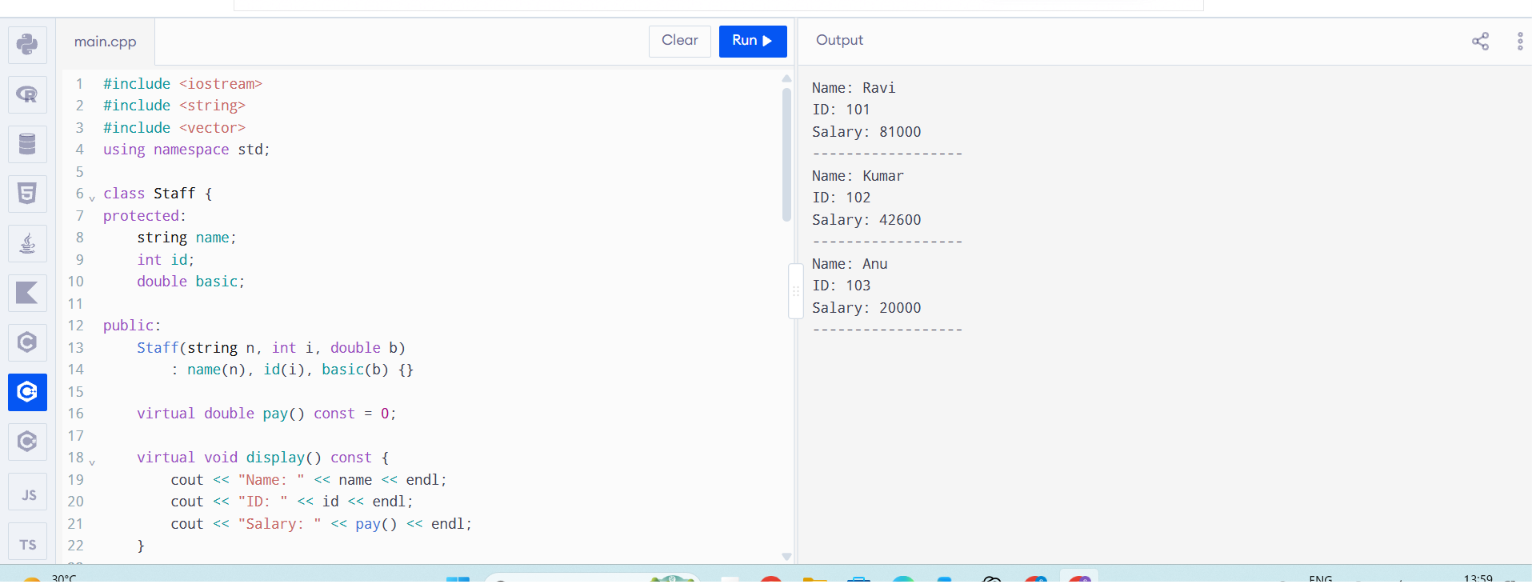 main.cpp
Clear
Run
Output
1 #include <iostream>
2 #include <string>
3 #include <vector>
4 using namespace std;
5
6 class Staff {
7 protected:
8 string name;
9 int id;
10 double basic;
11
12 public:
13 Staff(string n, int i, double b)
14 : name(n), id(i), basic(b) {}
15
16 virtual double pay() const = 0;
17
18 virtual void display() const {
19 cout << "Name: " << name << endl;
20 cout << "ID: " << id << endl;
21 cout << "Salary: " << pay() << endl;
22 }
Name: Ravi
ID: 101
Salary: 81000
------------------
Name: Kumar
ID: 102
Salary: 42600
------------------
Name: Anu
ID: 103
Salary: 20000
------------------
JS
TS
30°C
ENG
13:59